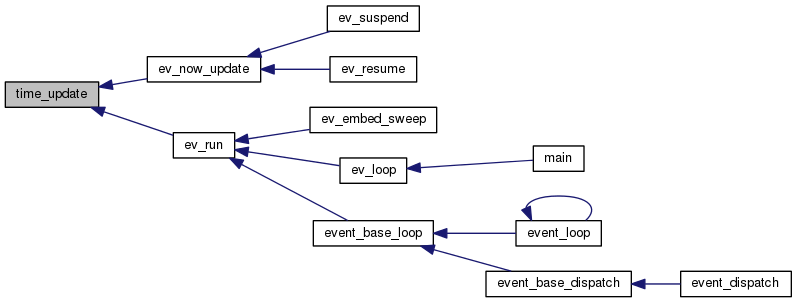 ev_suspend
ev_now_update
ev_resume
time_update
ev_embed_sweep
ev_run
main
ev_loop
event_base_loop
event_loop
event_base_dispatch
event_dispatch